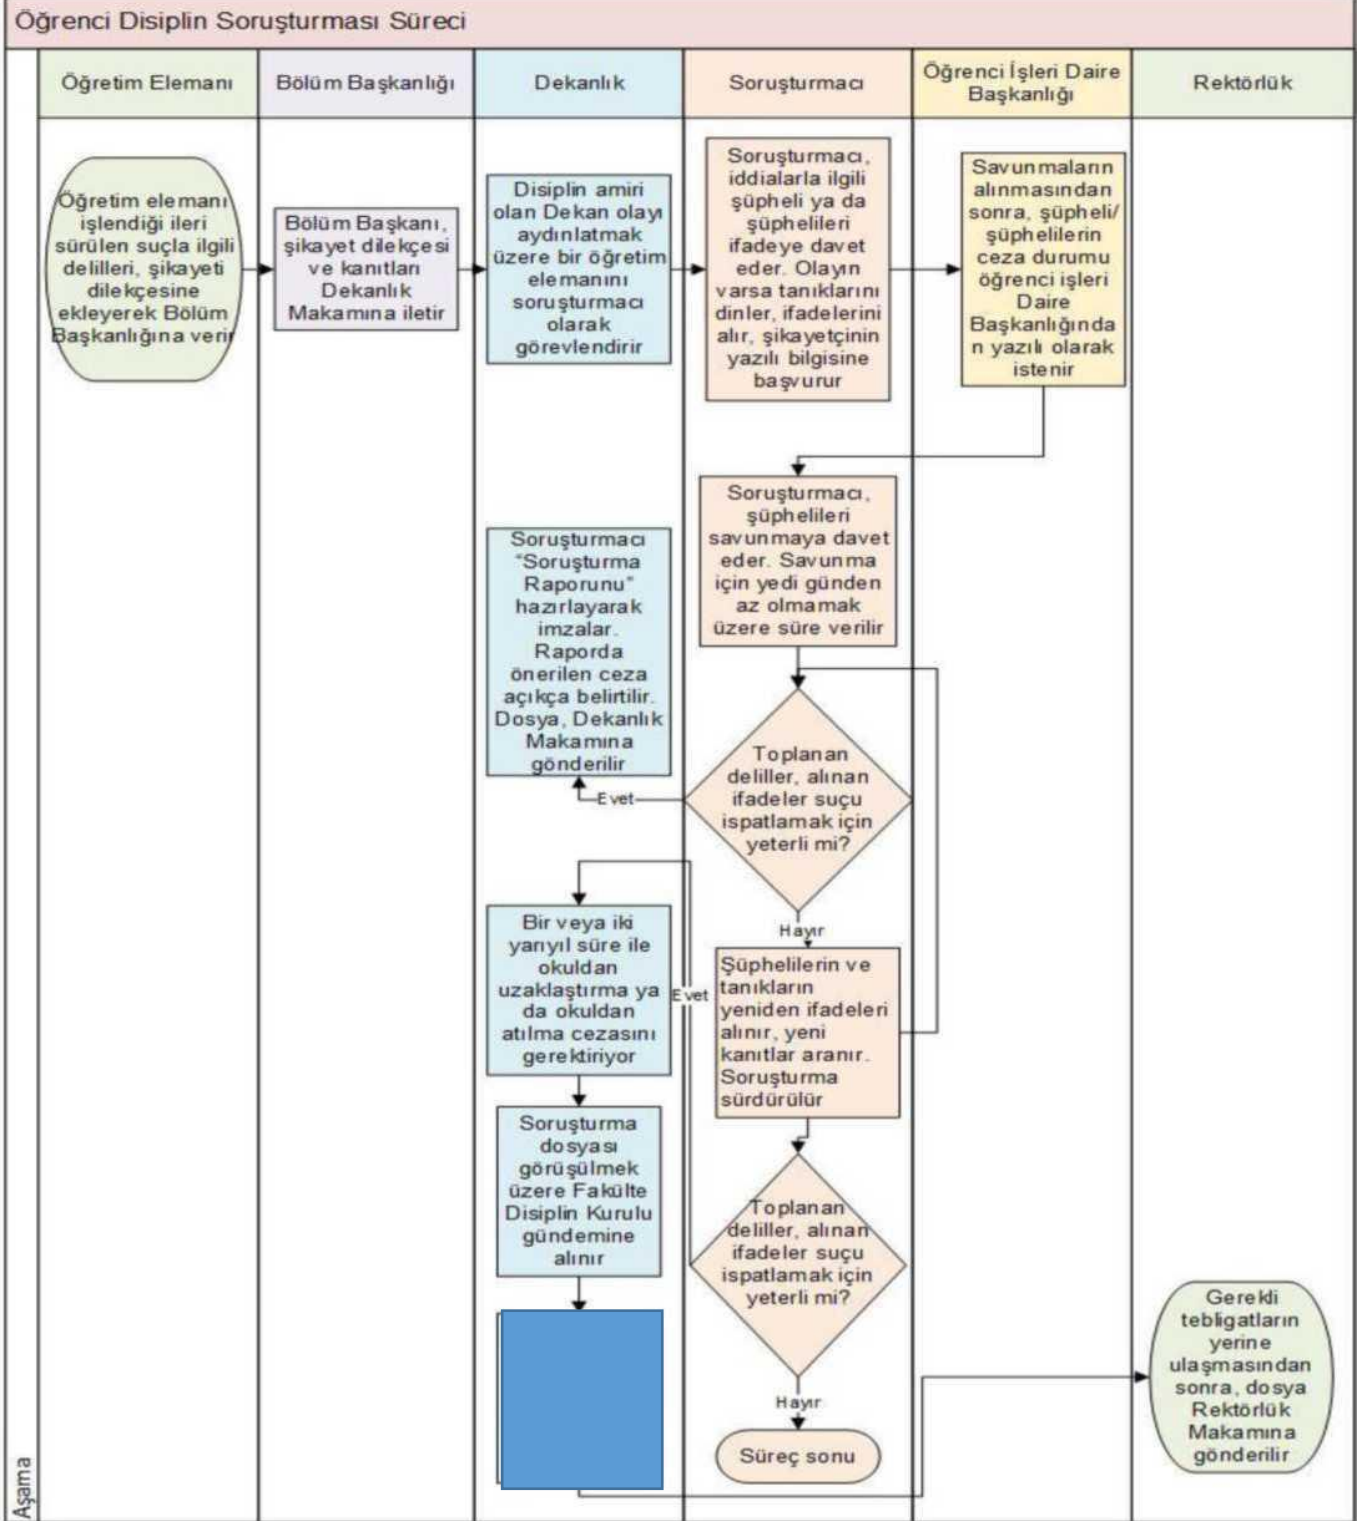 Öğrenci Disiplin Soruşturması Süreci
Öğretim Elemanı
Bölüm Başkanlığı
Dekanlık
Soruşturmacı
Öğrenci İşleri Daire
Başkanlığı
Rektörlük
Öğretim elemanı
işlendiği ileri
sürülen suçla ilgili
delilleri, şikayeti
dilekçesine
ekleyerek Bölüm
Başkanlığına verir
Bölüm Başkanı,
şikayet dilekçesi
ve kanıtları
Dekanlık
Makamına iletir
Disiplin amiri
olan Dekan olayı
aydınlatmak
üzere bir öğretim
elemanını
soruşturmacı
olarak
görevlendirir
Soruşturmacı,
iddialarla ilgili
şüpheli ya da
şüphelileri
ifadeye davet
eder. Olayın
varsa tanıklarını
dinler, ifadelerini
alır, şikayetçinin
yazılı bilgisine
başvurur
Savunmaların
alınmasından
sonra, şüpheli/
şüphelilerin
ceza durumu
öğrenci işleri
Daire
Başkanlığında
n yazılı olarak
istenir
Soruşturmacı,
şüphelileri
savunmaya davet
eder. Savunma
için yedi günden
az olmamak
üzere süre verilir
Soruşturmacı
"Soruşturma
Raporunu"
hazırlayarak
imzalar.
Raporda
önerilen ceza
açıkça belirtilir.
Dosya, Dekanlık
Makamına
gönderilir
Toplanan
deliller, alınan
ifadeler suçu
ispatlamak için
yeterli mi?
Evet
Hayır
Bir veya iki
yarıyıl süre ile
okuldan
uzaklaştırma ya
da okuldan
atılma cezasını
gerektiriyor
Evet
Şüphelilerin ve
tanıkların
yeniden ifadeleri
alınır, yeni
kanıtlar aranır.
Soruşturma
sürdürülür
Soruşturma
dosyası
görüşülmek
üzere Fakülte
Disiplin Kurulu
gündemine
alınır
Toplanan
deliller, alınan
ifadeler suçu
ispatlamak için
yeterli mi?
Hayır
Süreç sonu
Gerekli
tebligatların
yerine
ulaşmasından
sonra, dosya
Rektörlük
Makamına
gönderilir
Aşama